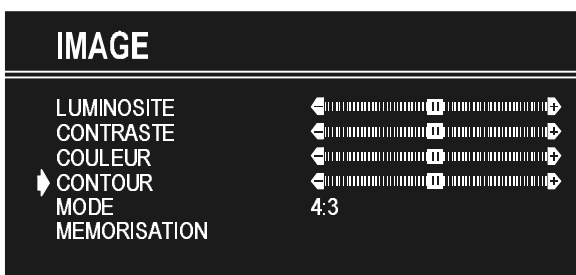 IMAGE
LUMINOSITE
CONTRASTE
COULEUR
CONTOUR
MODE 4:3
MEMORISATION